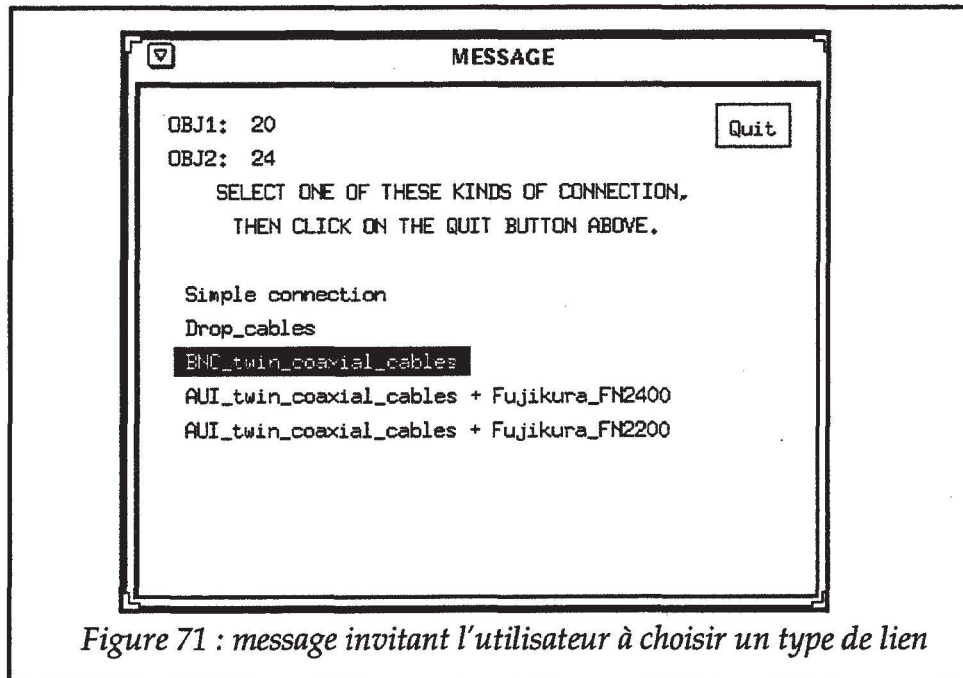 MESSAGE
OBJ1: 20
Quit
OBJ2: 24
SELECT ONE OF THESE KINDS OF CONNECTION,
THEN CLICK ON THE QUIT BUTTON ABOVE.
Simple connection
Drop_cables
BNC_twin_coaxial_cables
AUI_twin_coaxial_cables + Fujikura_FN2400
AUI_twin_coaxial_cables + Fujikura_FN2200
Figure 71 : message invitant l'utilisateur à choisir un type de lien